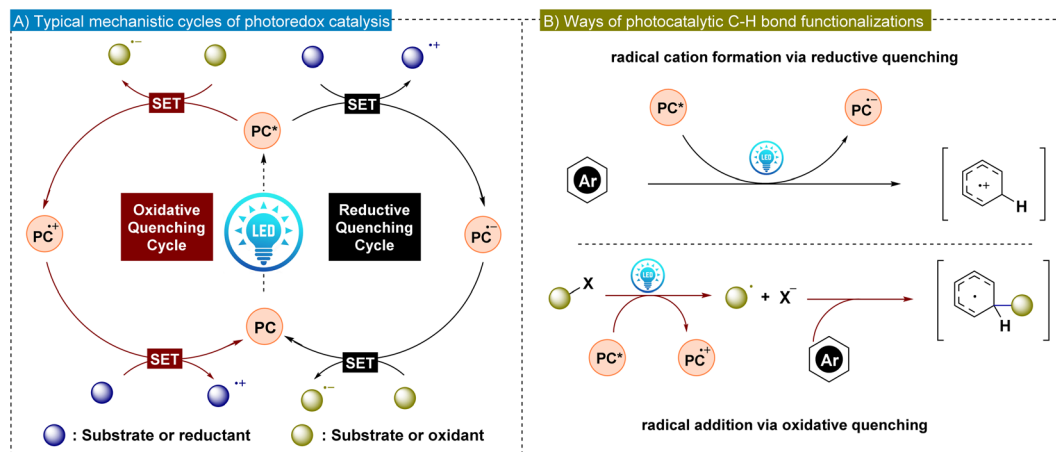 A) Typical mechanistic cycles of photoredox catalysis
•−
•+
SET
SET
PC*
Oxidative
Quenching
Cycle
LED
Reductive
Quenching
Cycle
PC•+
PC•−
PC
SET
SET
•+
•−
: Substrate or reductant
: Substrate or oxidant
B) Ways of photocatalytic C-H bond functionalizations
radical cation formation via reductive quenching
PC*
PC•−
LED
Ar
•+
H
LED
X
•
+ X−
•
H
PC*
PC•+
Ar
radical addition via oxidative quenching